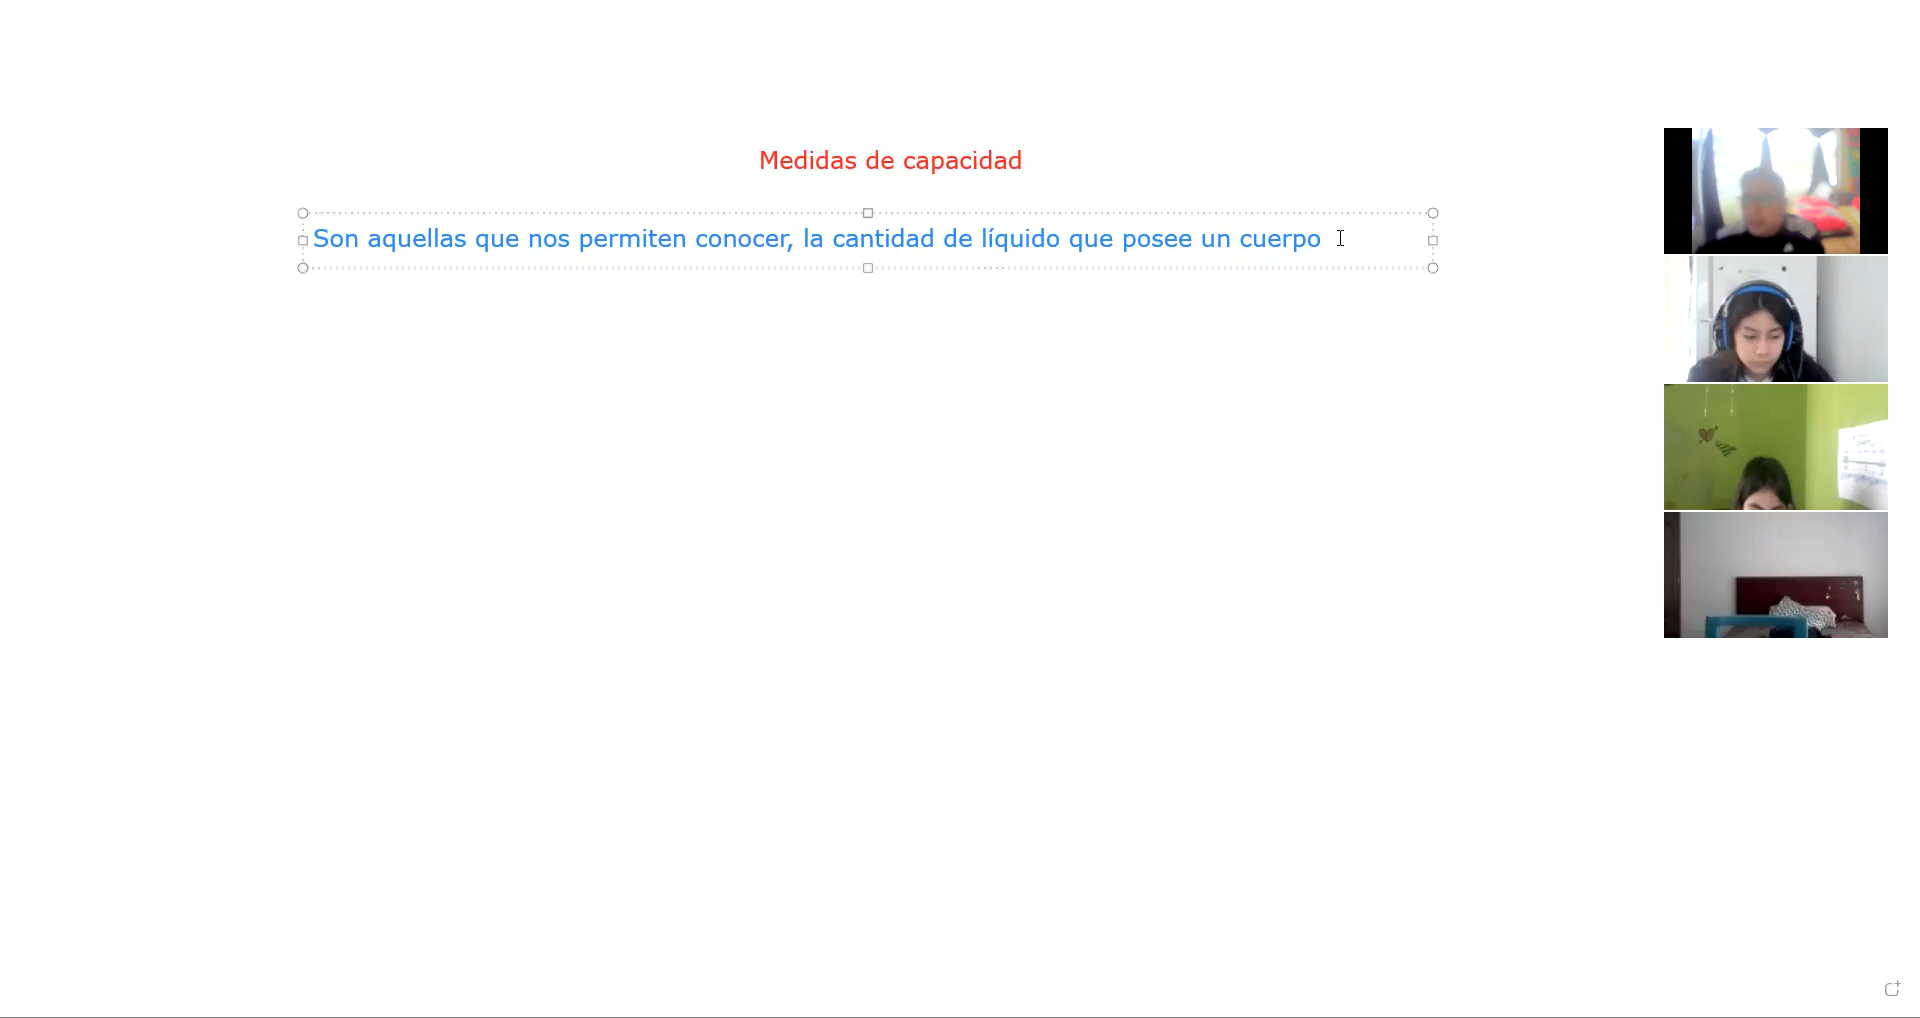 Medidas de capacidad
Son aquellas que nos permiten conocer, la cantidad de líquido que posee un cuerpo